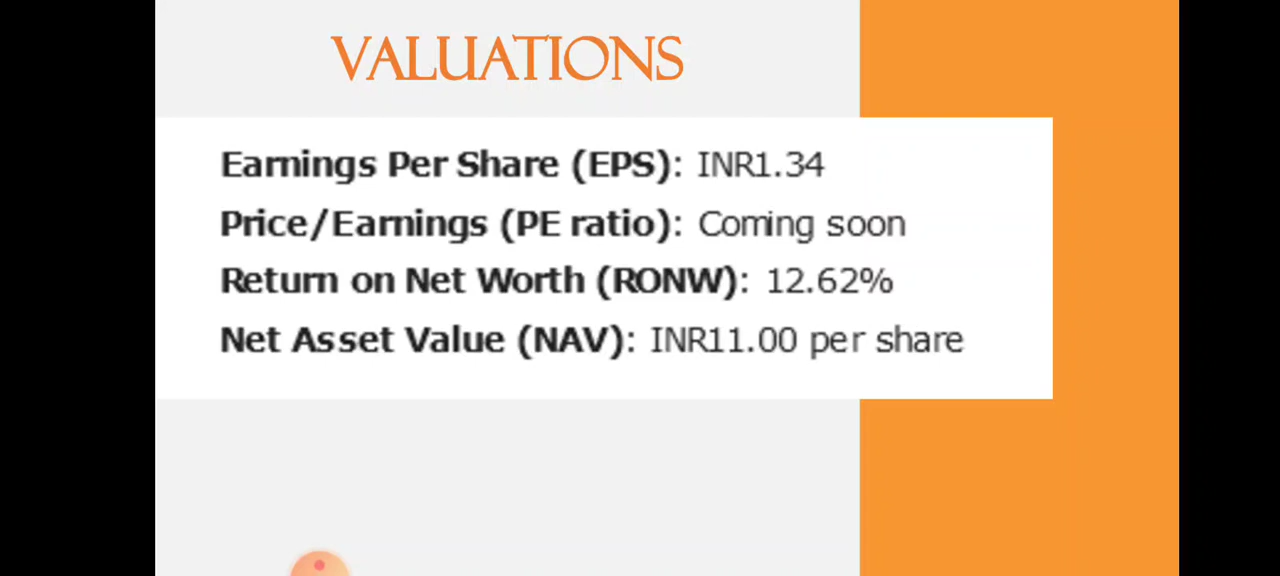 VALUATIONS
Earnings Per Share (EPS): INR1.34
Price/Earnings (PE ratio): Coming soon
Return on Net Worth (RONW): 12.62%
Net Asset Value (NAV): INR11.00 per share